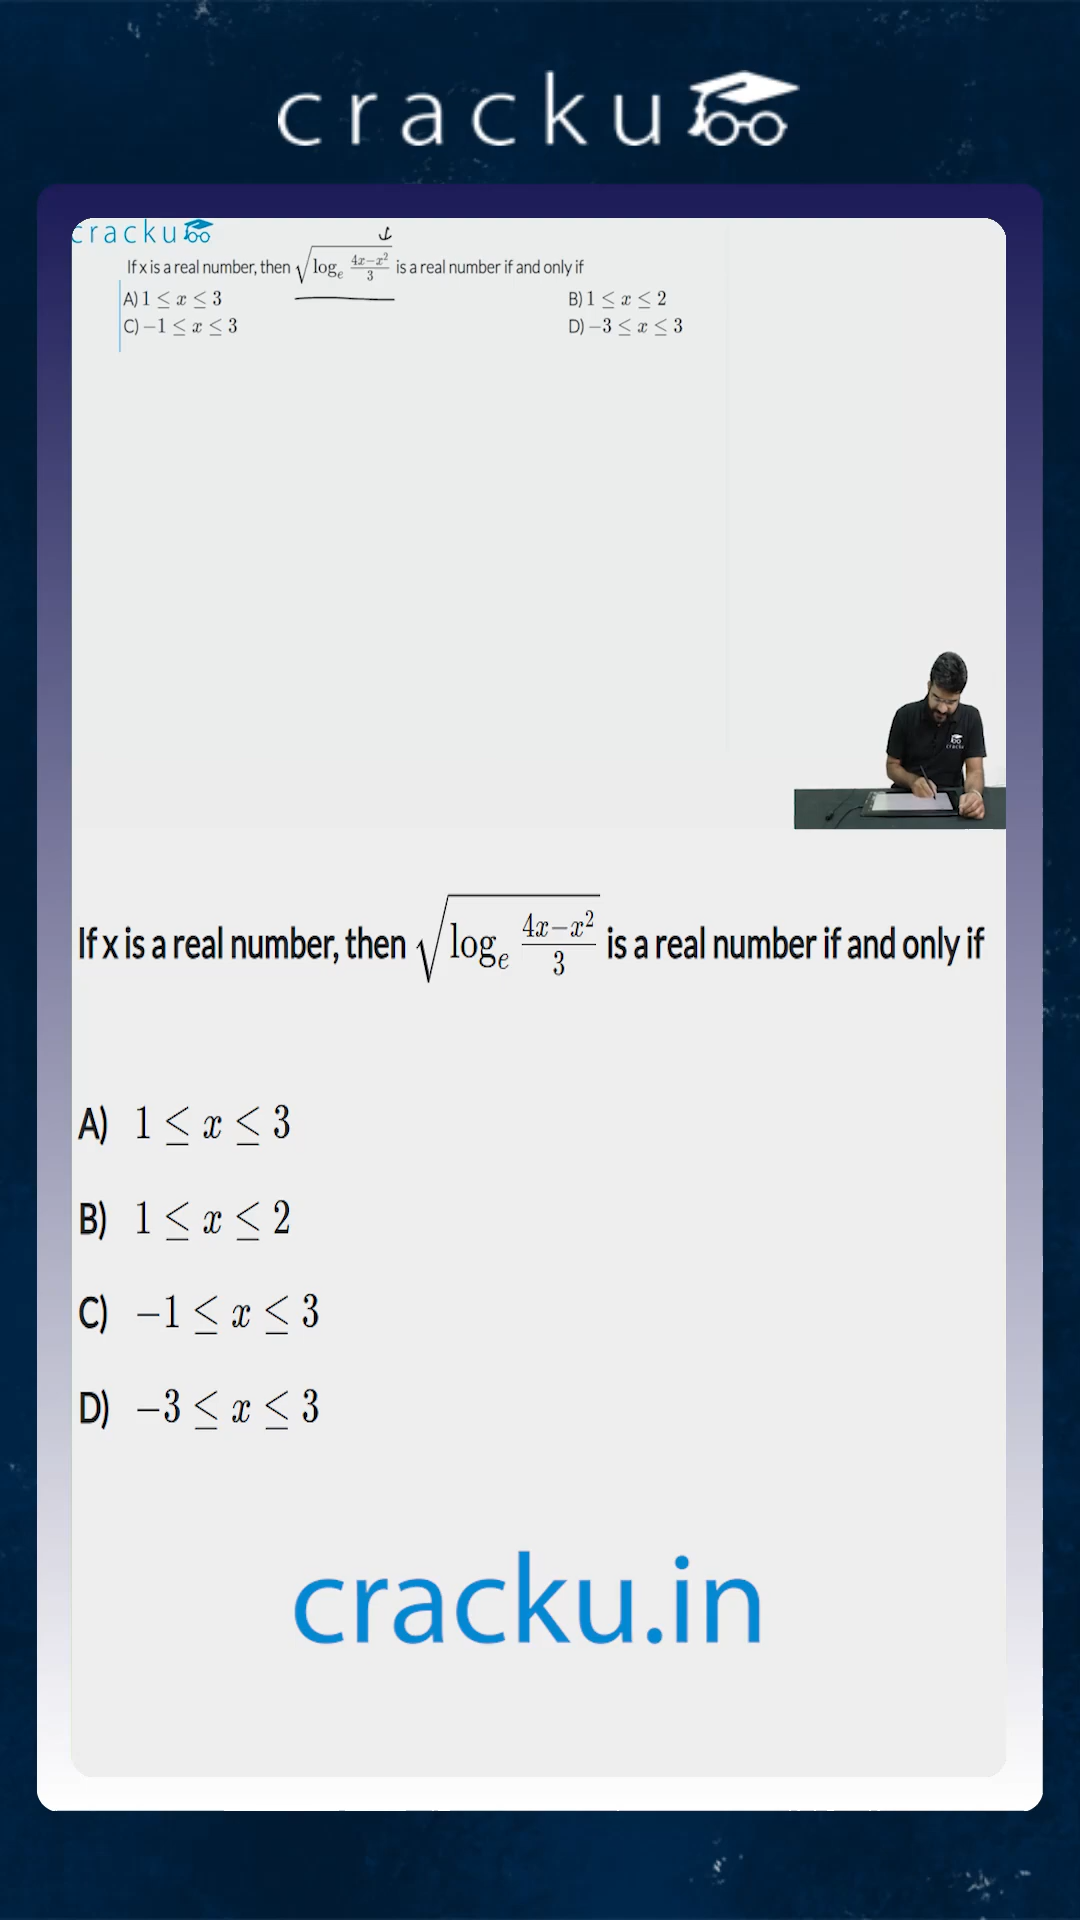 cracku
cracku
If x is a real number, then √(logₑ (4x−x²)/3) is a real number if and only if
A) 1 ≤ x ≤ 3
B) 1 ≤ x ≤ 2
C) −1 ≤ x ≤ 3
D) −3 ≤ x ≤ 3
If x is a real number, then √(logₑ (4x−x²)/3) is a real number if and only if
A) 1 ≤ x ≤ 3
B) 1 ≤ x ≤ 2
C) −1 ≤ x ≤ 3
D) −3 ≤ x ≤ 3
cracku.in